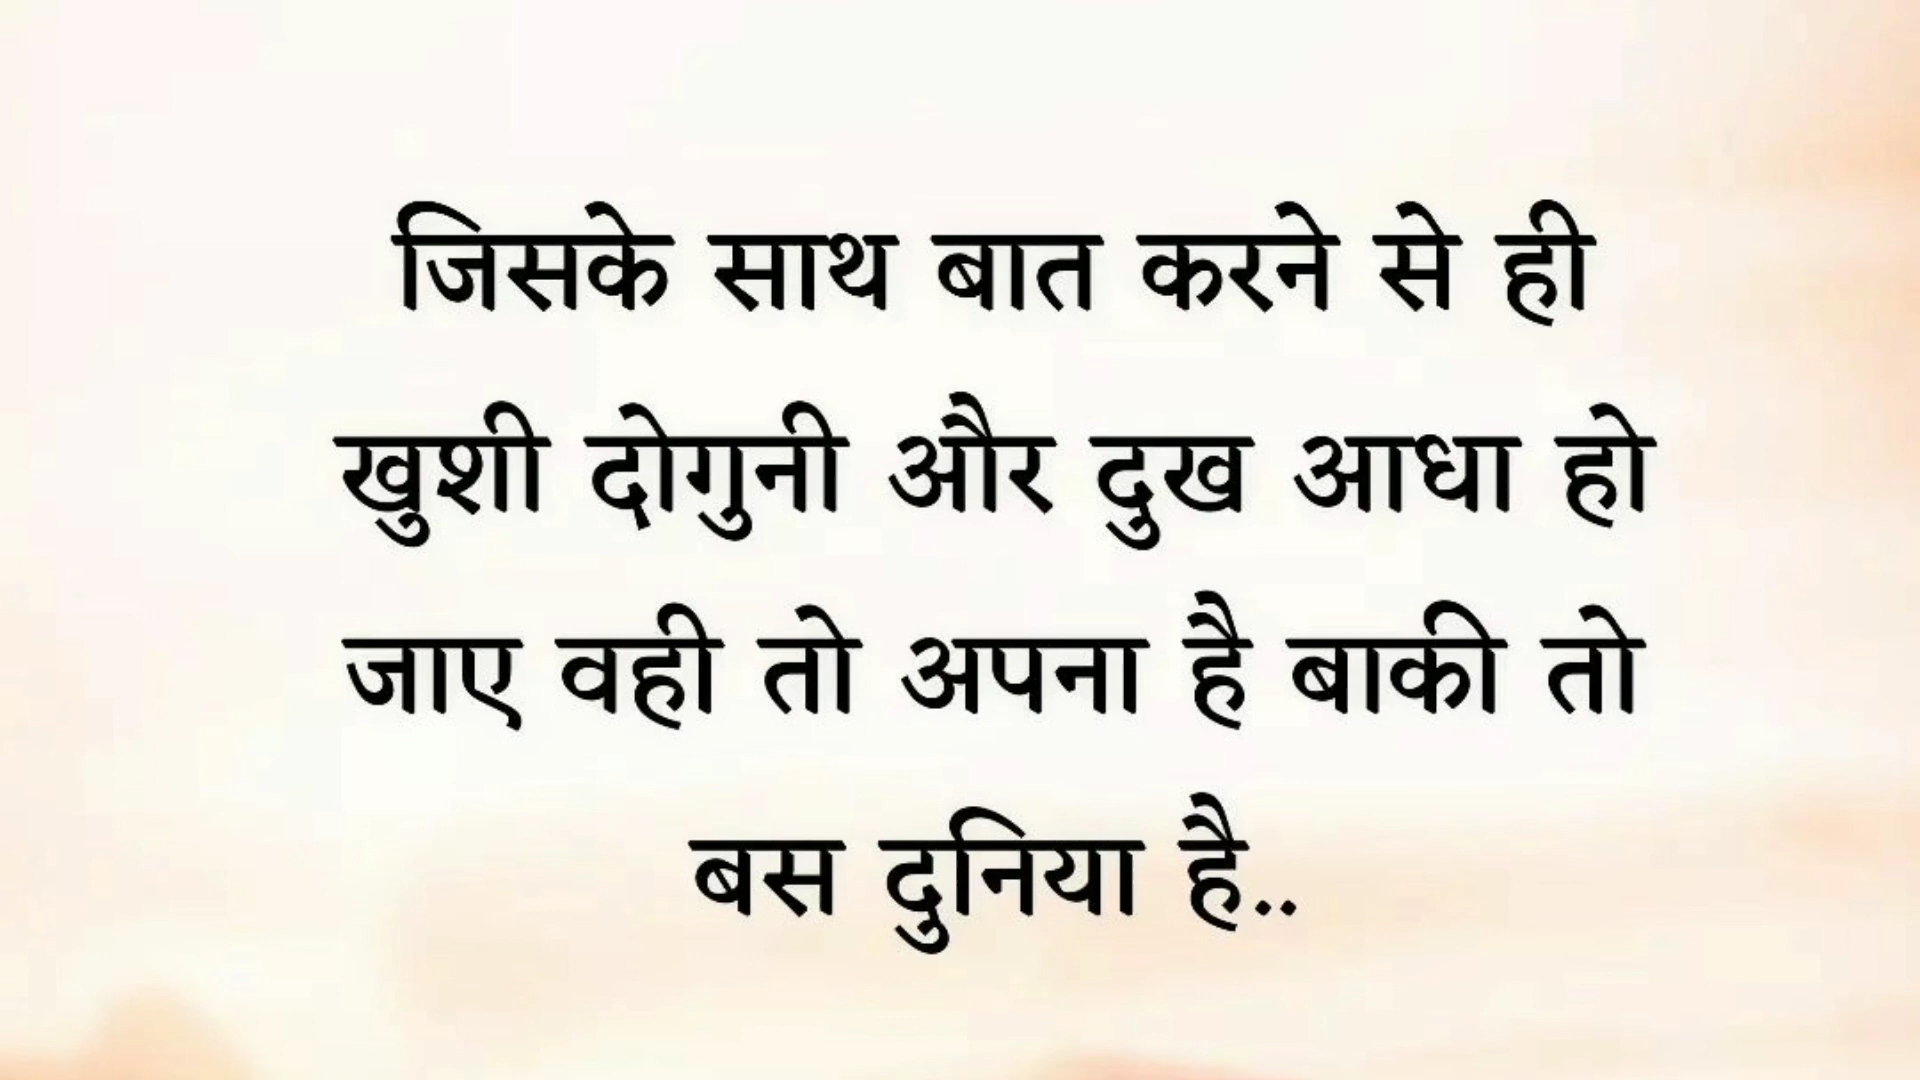 जिसके साथ बात करने से ही
खुशी दोगुनी और दुख आधा हो
जाए वही तो अपना है बाकी तो
बस दुनिया है..